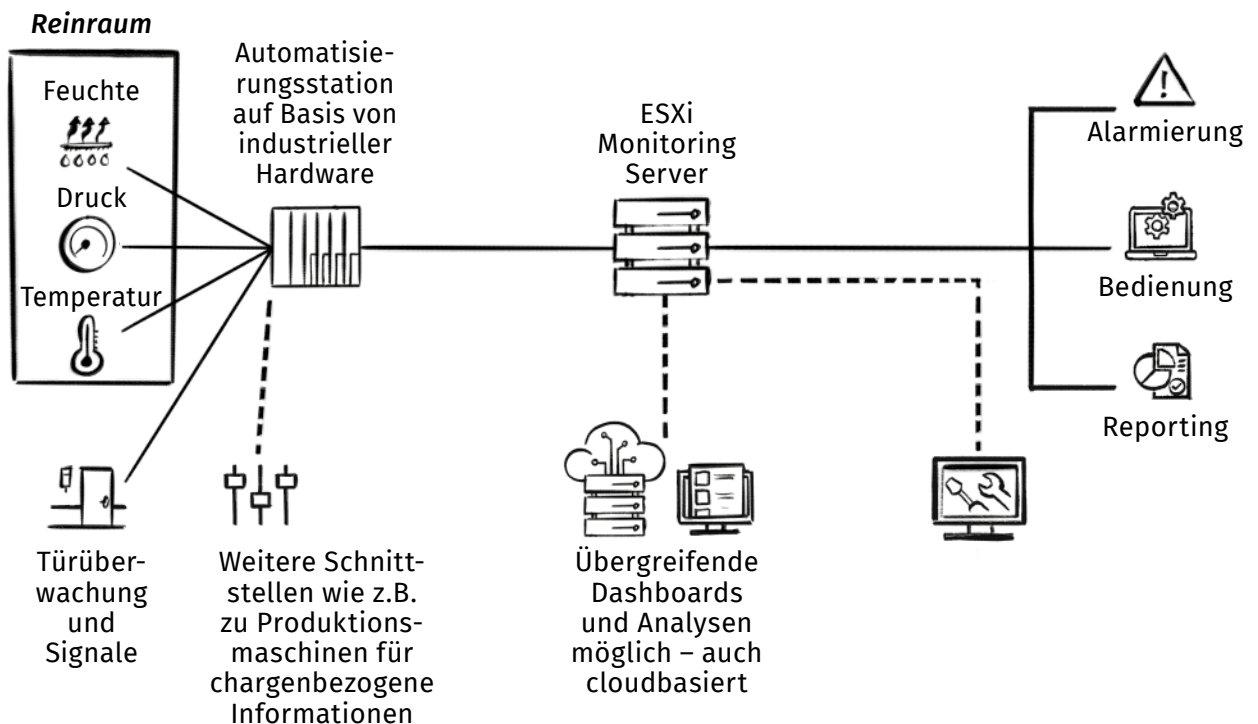 Reinraum
Feuchte
Druck
Temperatur
Automatisie-
rungsstation
auf Basis von
industrieller
Hardware
ESXi
Monitoring
Server
Alarmierung
Bedienung
Reporting
Türüber-
wachung
und
Signale
Weitere Schnitt-
stellen wie z.B.
zu Produktions-
maschinen für
chargenbezogene
Informationen
Übergreifende
Dashboards
und Analysen
möglich – auch
cloudbasiert